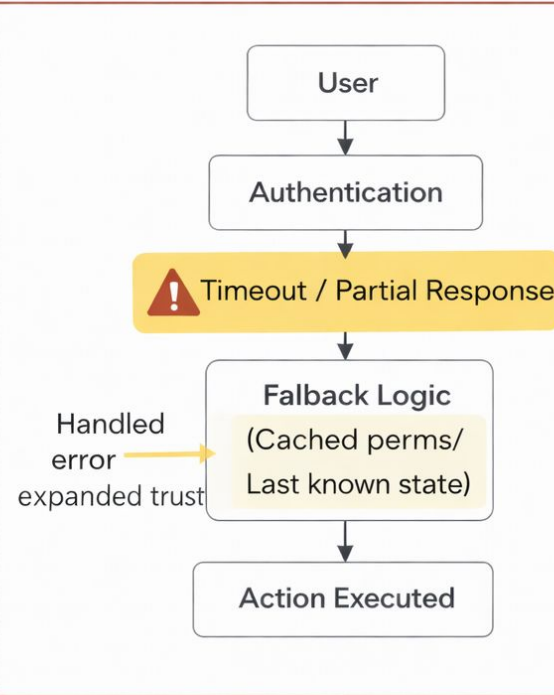 User
Authentication
Timeout / Partial Response
Falback Logic
(Cached perms/
Last known state)
Handled
error
expanded trust
Action Executed